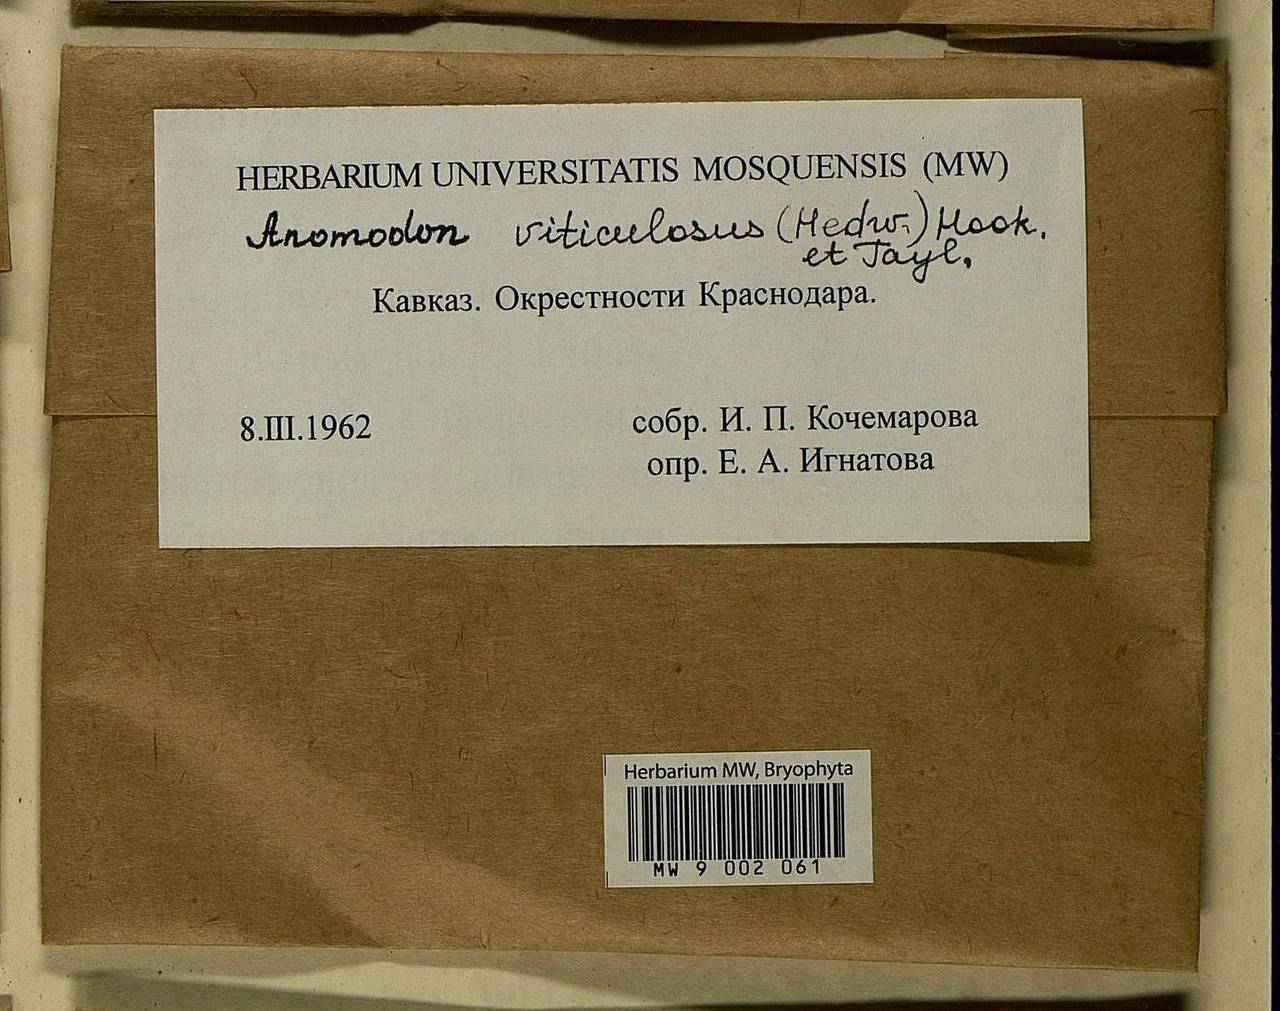 HERBARIUM UNIVERSITATIS MOSQUENSIS (MW)
Anomodon viticulosus (Hedw.) Hook.
et Tayl.
Кавказ. Окрестности Краснодара.
8.III.1962
собр. И. П. Кочемарова
опр. Е. А. Игнатова
Herbarium MW, Bryophyta
MW 9 002 061